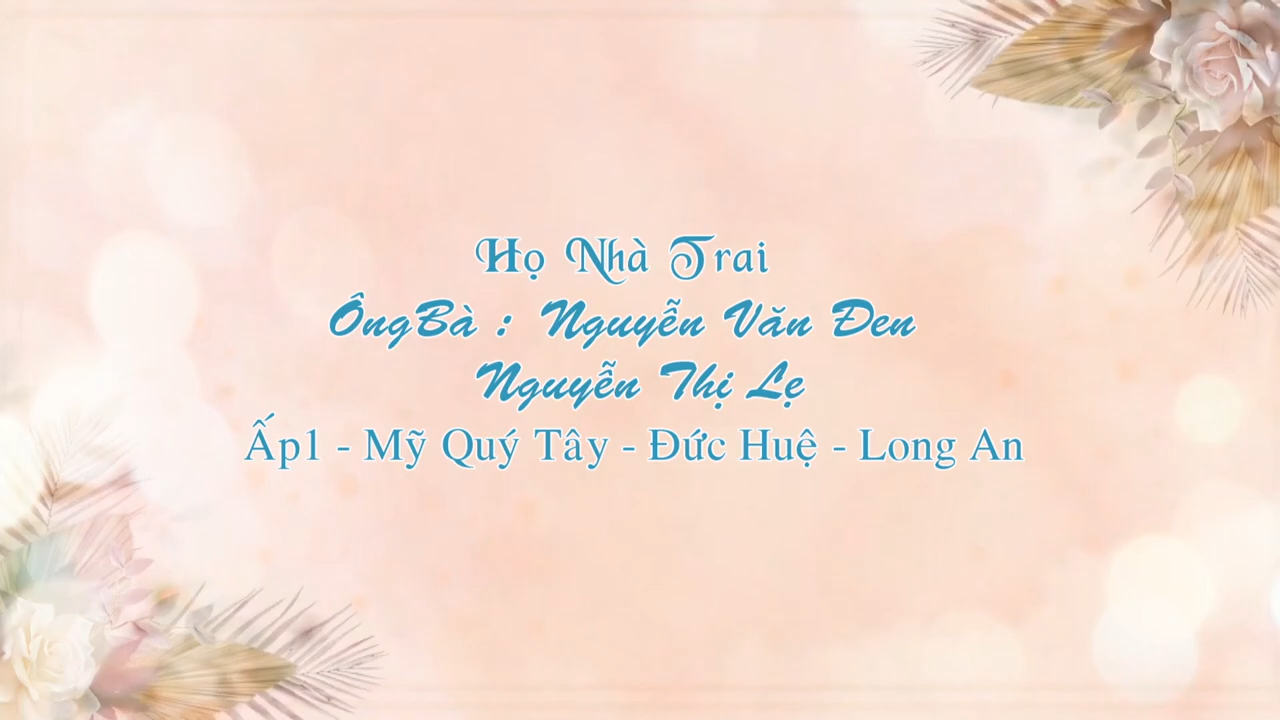 Họ Nhà Trai
ÔngBà : Nguyễn Văn Đen
Nguyễn Thị Lẹ
Ấp1 - Mỹ Quý Tây - Đức Huệ - Long An